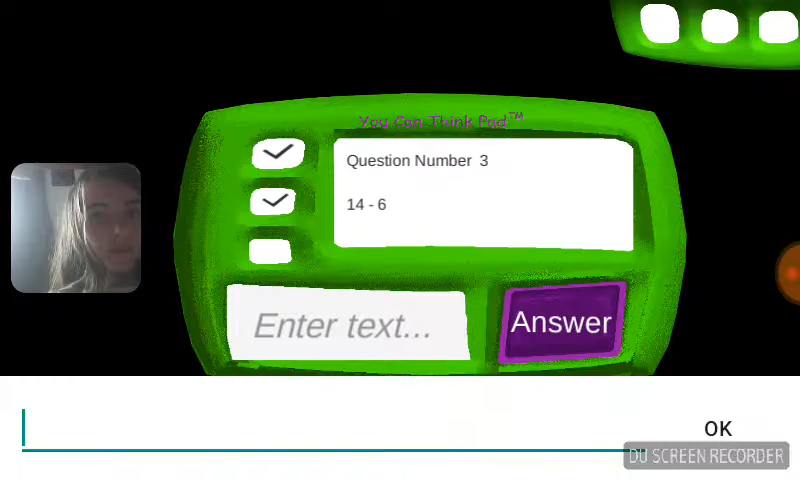 You Can Think Pad™
Question Number 3
14 - 6
Enter text...
Answer
OK
DU SCREEN RECORDER